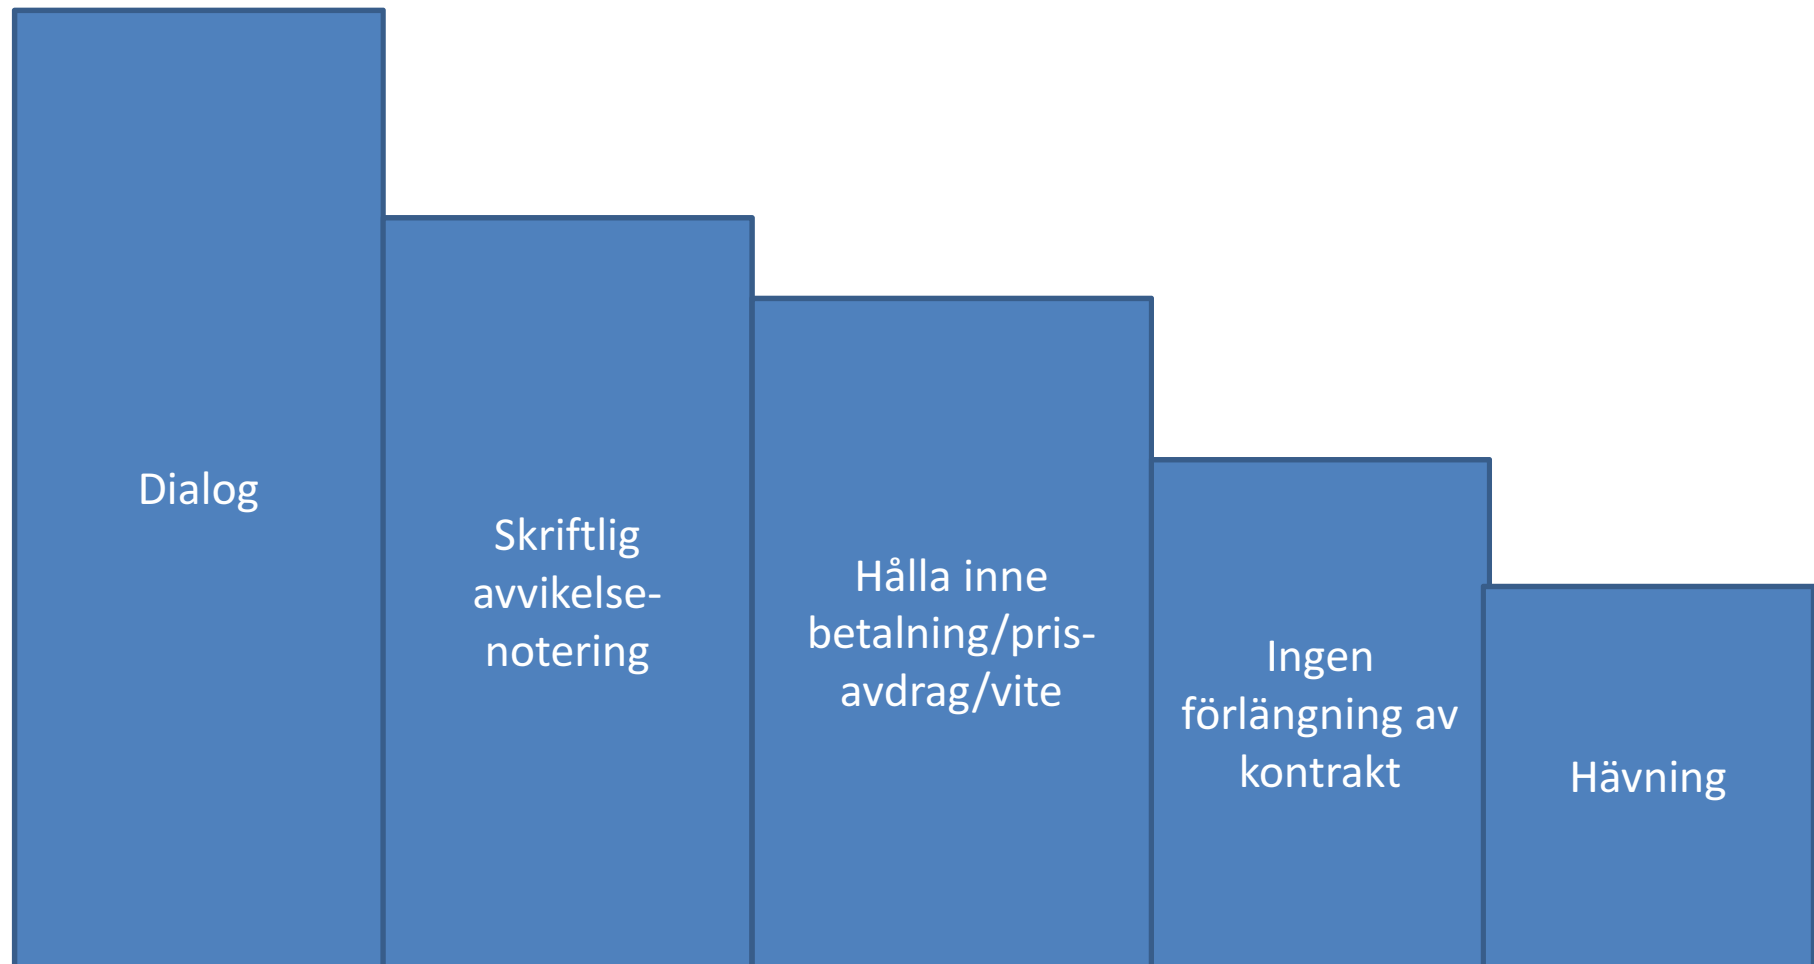 Dialog
Skriftlig
avvikelse-
notering
Hålla inne
betalning/pris-
avdrag/vite
Ingen
förlängning av
kontrakt
Hävning